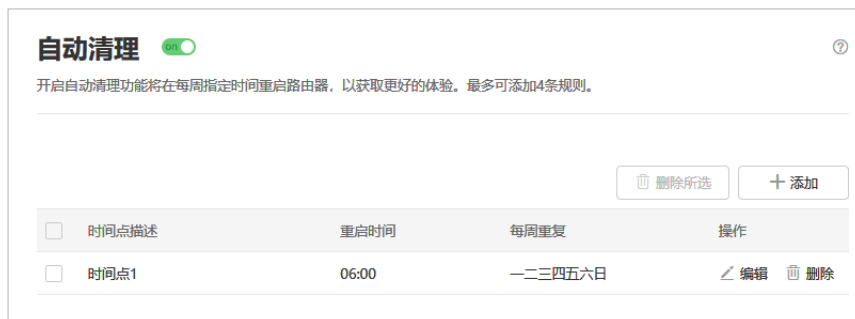 自动清理 on
开启自动清理功能将在每周指定时间重启路由器，以获取更好的体验。最多可添加4条规则。
删除所选 添加
时间点描述 重启时间 每周重复 操作
时间点1 06:00 一二三四五六日 编辑 删除